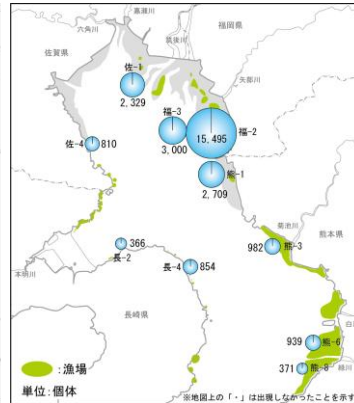 六角川
嘉瀬川
筑後川
福岡県
佐賀県
矢部川
佐-1
2,329
福-3
3,000
福-2
15,495
佐-4 810
熊-1
2,709
菊池川
熊本県
982 熊-3
366
長-2
長-4 854
本明川
長崎県
白川
939 熊-6
緑川
371 熊-8
:漁場
単位:個体
※地図上の「-」は出現しなかったことを示す